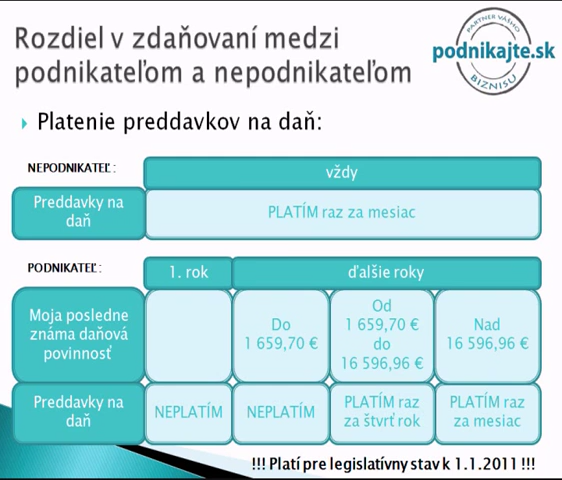 Rozdiel v zdaňovaní medzi
podnikateľom a nepodnikateľom
PARTNER VÁŠHO
podnikajte.sk
BIZNISU
Platenie preddavkov na daň:
NEPODNIKATEĽ:
vždy
Preddavky na
daň
PLATÍM raz za mesiac
PODNIKATEĽ:
1. rok
ďalšie roky
Moja posledne
známa daňová
povinnosť
Do
1 659,70 €
Od
1 659,70 €
do
16 596,96 €
Nad
16 596,96 €
Preddavky na
daň
NEPLATÍM
NEPLATÍM
PLATÍM raz
za štvrť rok
PLATÍM raz
za mesiac
!!! Platí pre legislatívny stav k 1.1.2011 !!!